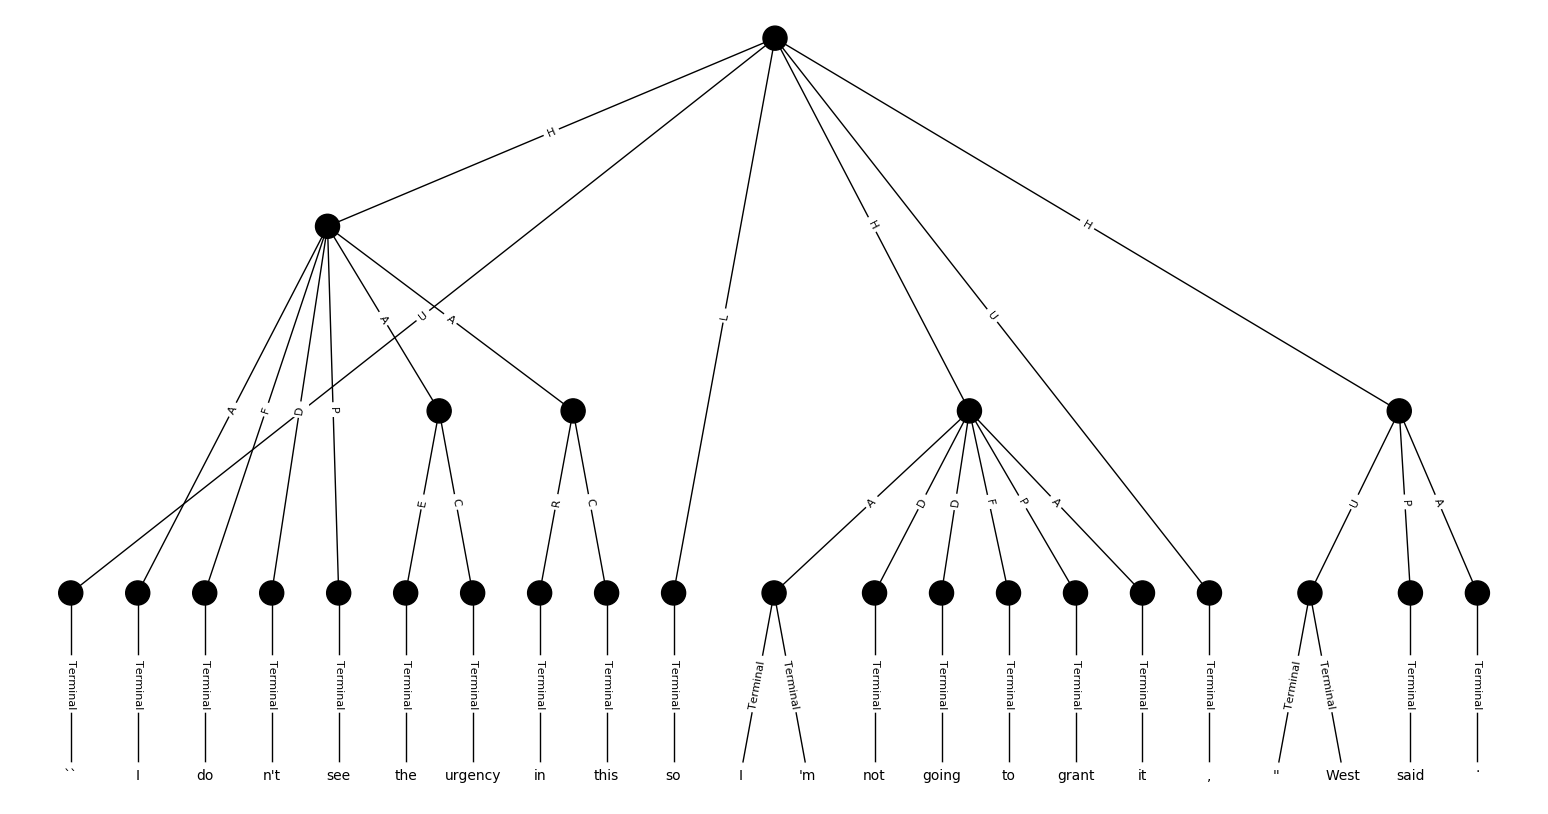 H
H U H
L U
A U A
A F D P
A D D F P A U P A
E C R C
Terminal Terminal Terminal Terminal Terminal Terminal Terminal Terminal Terminal Terminal Terminal Terminal Terminal Terminal Terminal Terminal Terminal Terminal Terminal Terminal Terminal Terminal
`` I do n't see the urgency in this so I 'm not going to grant it , " West said .